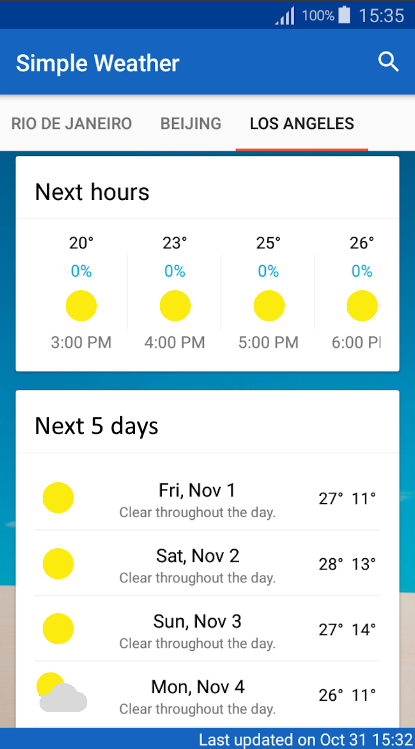 100% 15:35
Simple Weather
RIO DE JANEIRO BEIJING LOS ANGELES
Next hours
20° 23° 25° 26°
0% 0% 0% 0%
3:00 PM 4:00 PM 5:00 PM 6:00 P
Next 5 days
Fri, Nov 1
27° 11°
Clear throughout the day.
Sat, Nov 2
28° 13°
Clear throughout the day.
Sun, Nov 3
27° 14°
Clear throughout the day.
Mon, Nov 4
26° 11°
Clear throughout the day.
Last updated on Oct 31 15:32